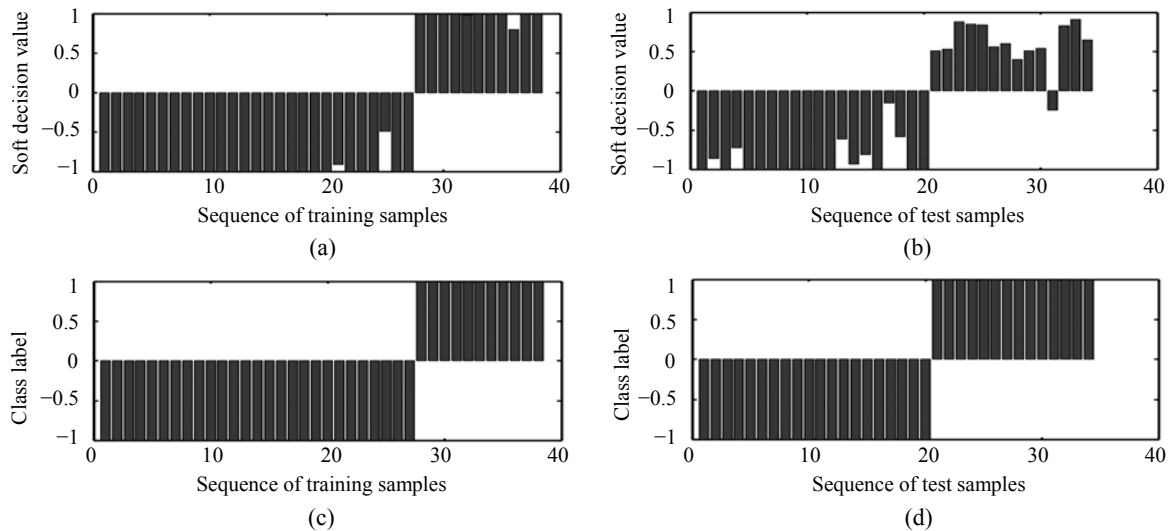 Soft decision value
1
0.5
0
−0.5
−1
0 10 20 30 40
Sequence of training samples
(a)
Soft decision value
1
0.5
0
−0.5
−1
0 10 20 30 40
Sequence of test samples
(b)
Class label
1
0.5
0
−0.5
−1
0 10 20 30 40
Sequence of training samples
(c)
Class label
1
0.5
0
−0.5
−1
0 10 20 30 40
Sequence of test samples
(d)